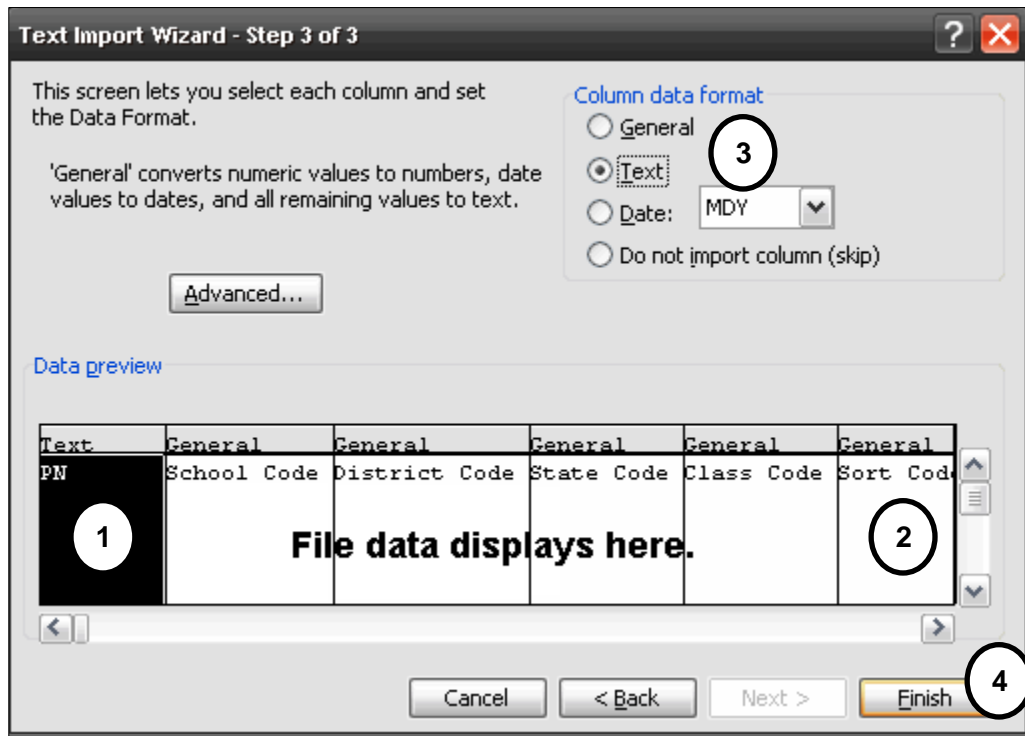 Text Import Wizard - Step 3 of 3
?
This screen lets you select each column and set
the Data Format.
'General' converts numeric values to numbers, date
values to dates, and all remaining values to text.
Advanced...
Column data format
General
3
Text
Date: MDY
Do not import column (skip)
Data preview
Text General General General General General
PN School Code District Code State Code Class Code Sort Code
1 File data displays here. 2
Cancel < Back Next > Finish 4